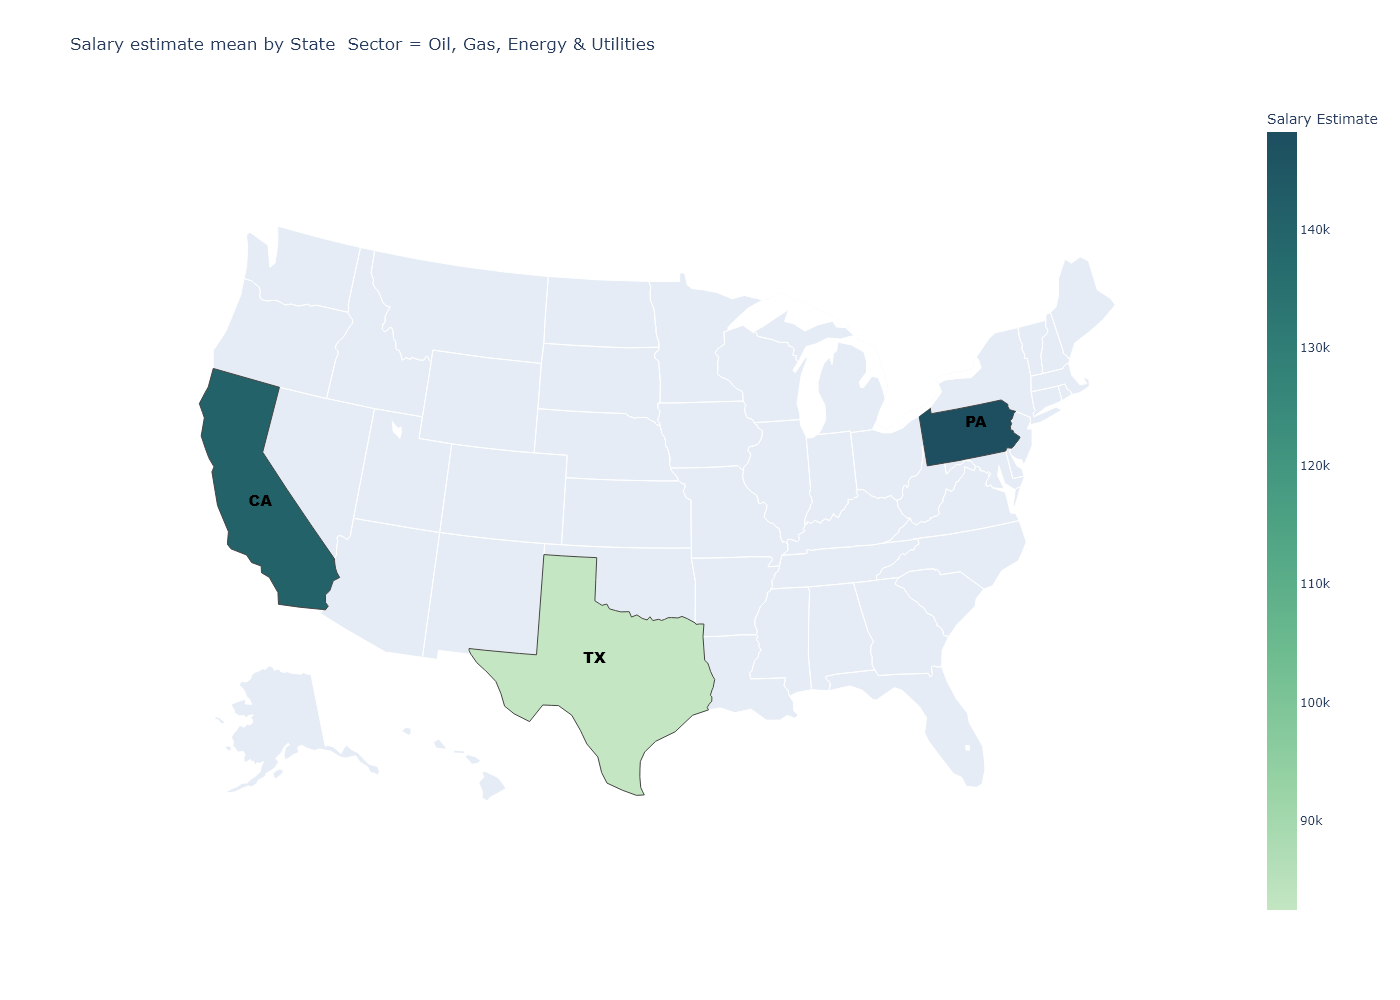 Salary estimate mean by State  Sector = Oil, Gas, Energy & Utilities
Salary Estimate
140k
130k
120k
110k
100k
90k
PA
CA
TX